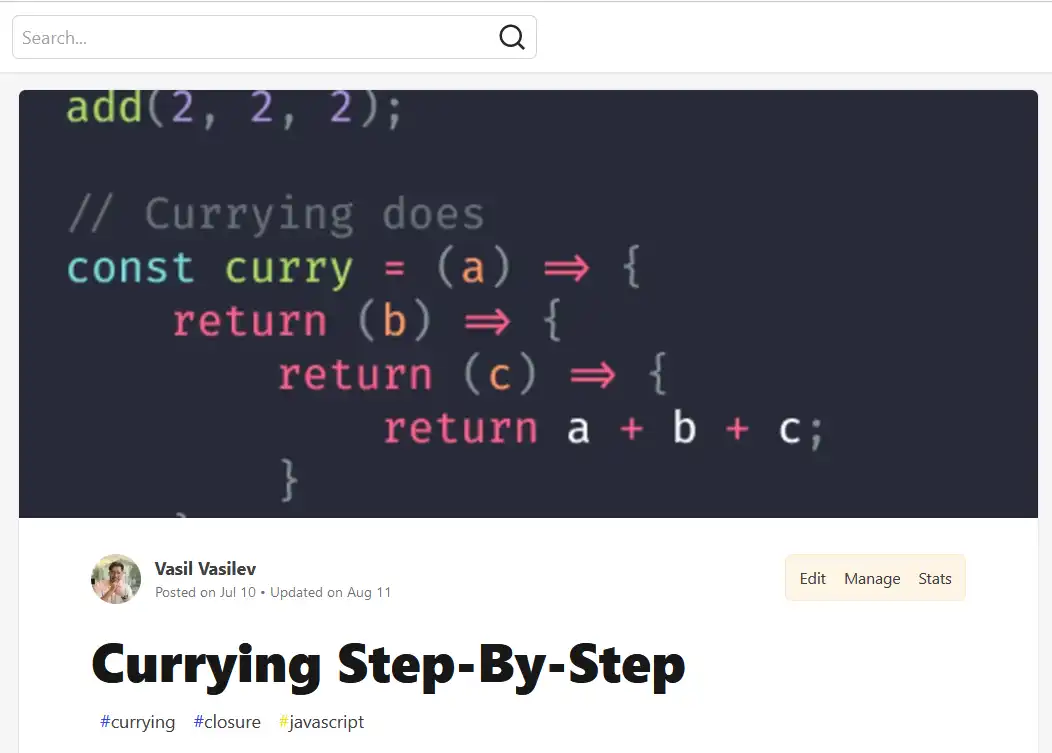 Search...
add(2, 2, 2);
// Currying does
const curry = (a) => {
return (b) => {
return (c) => {
return a + b + c;
}
Vasil Vasilev
Posted on Jul 10 • Updated on Aug 11
Edit Manage Stats
Currying Step-By-Step
#currying #closure #javascript